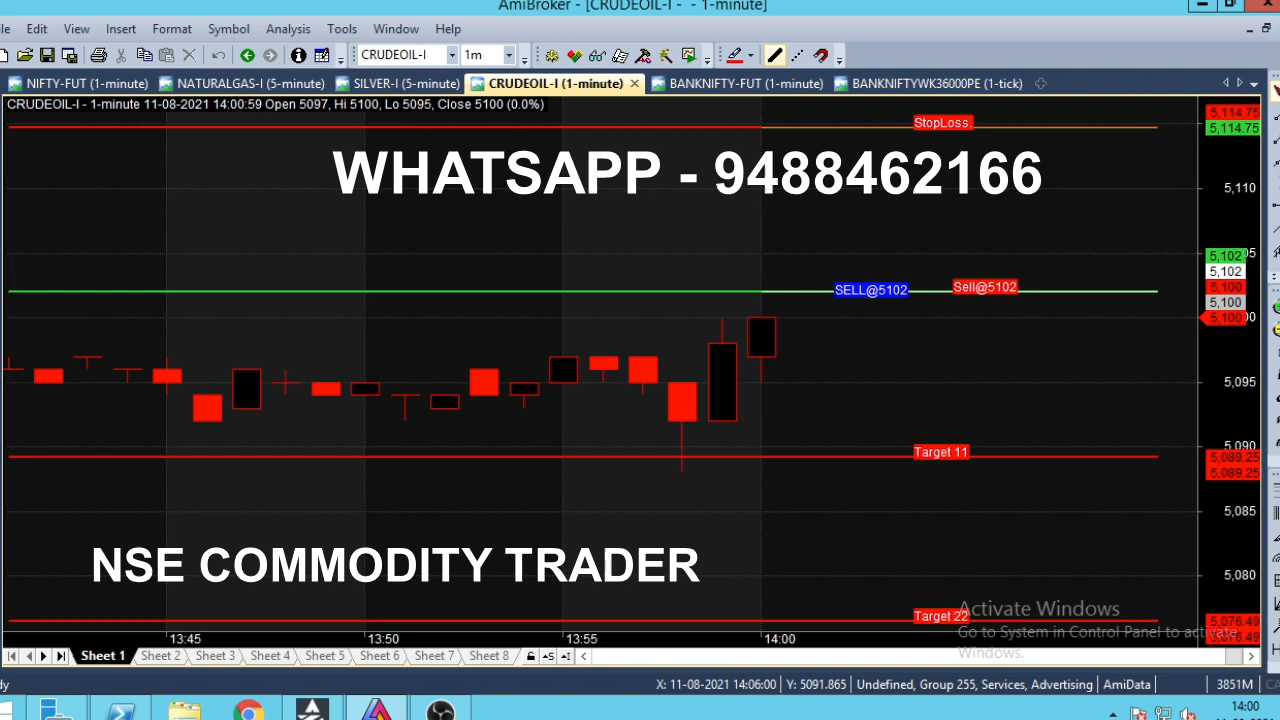 AmiBroker - [CRUDEOIL-I - - 1-minute]
Edit View Insert Format Symbol Analysis Tools Window Help
CRUDEOIL-I 1m
NIFTY-FUT (1-minute) NATURALGAS-I (5-minute) SILVER-I (5-minute) CRUDEOIL-I (1-minute) BANKNIFTY-FUT (1-minute) BANKNIFTYWK36000PE (1-tick)
CRUDEOIL-I - 1-minute 11-08-2021 14:00:59 Open 5097, Hi 5100, Lo 5095, Close 5100 (0.0%)
5,114.75
StopLoss.
5,114.75
WHATSAPP - 9488462166
5,110
5,102
5,102
SELL@5102 Sell@5102 5,100
5,100
5,100
5,095
5,090
Target 11
5,089.25
5,089.25
5,085
NSE COMMODITY TRADER
5,080
Activate Windows
Target 22
5,076.49
Go to System in Control Panel to activate
Windows.
13:45 13:50 13:55 14:00
Sheet 1 Sheet 2 Sheet 3 Sheet 4 Sheet 5 Sheet 6 Sheet 7 Sheet 8
X: 11-08-2021 14:06:00 Y: 5091.865 Undefined, Group 255, Services, Advertising AmiData 3851M
14:00